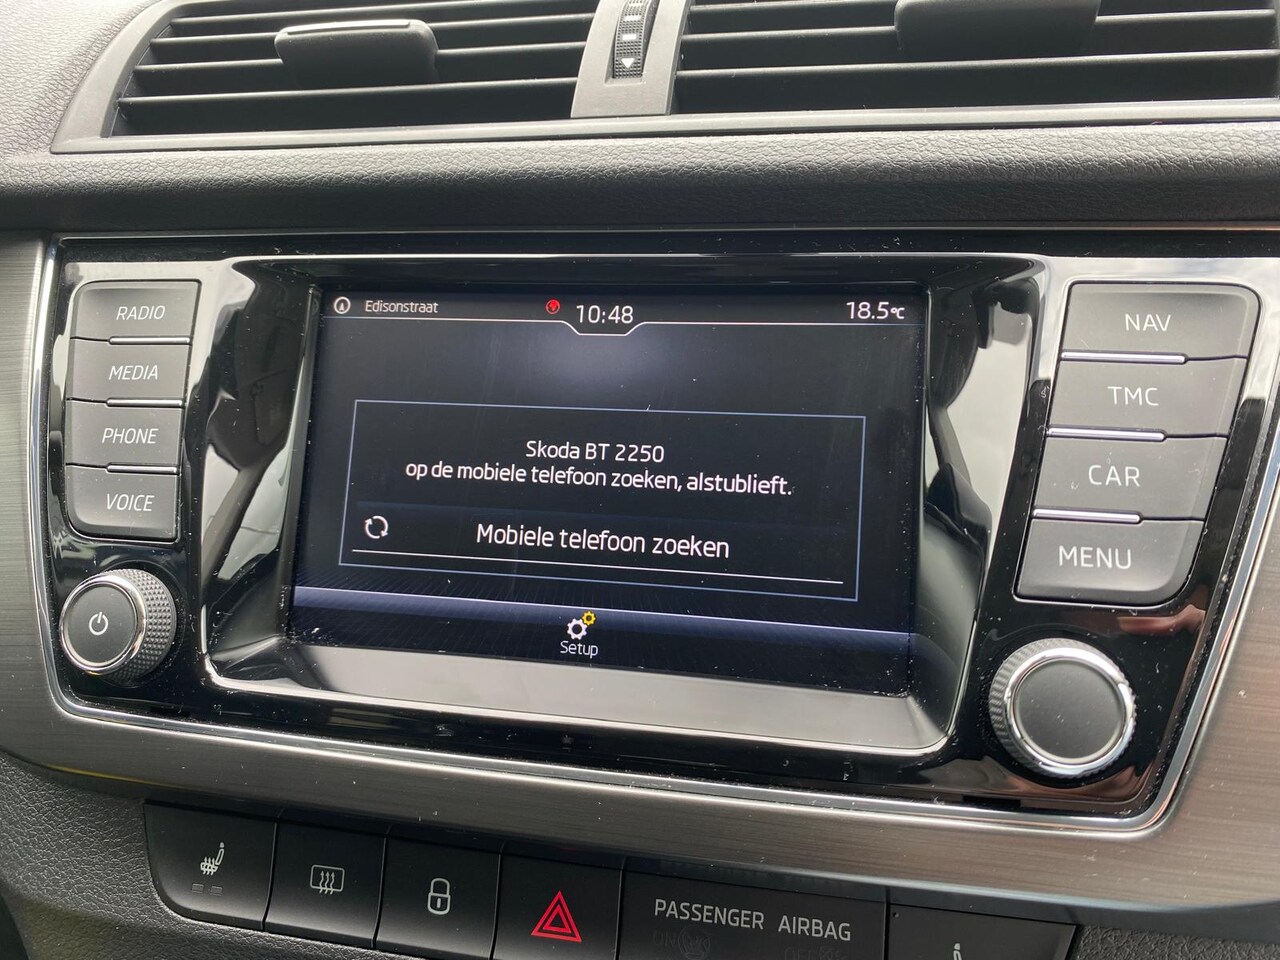 Edisonstraat
10:48
18.5°C
RADIO
MEDIA
PHONE
VOICE
Skoda BT 2250
op de mobiele telefoon zoeken, alstublieft.
Mobiele telefoon zoeken
Setup
NAV
TMC
CAR
MENU
PASSENGER AIRBAG